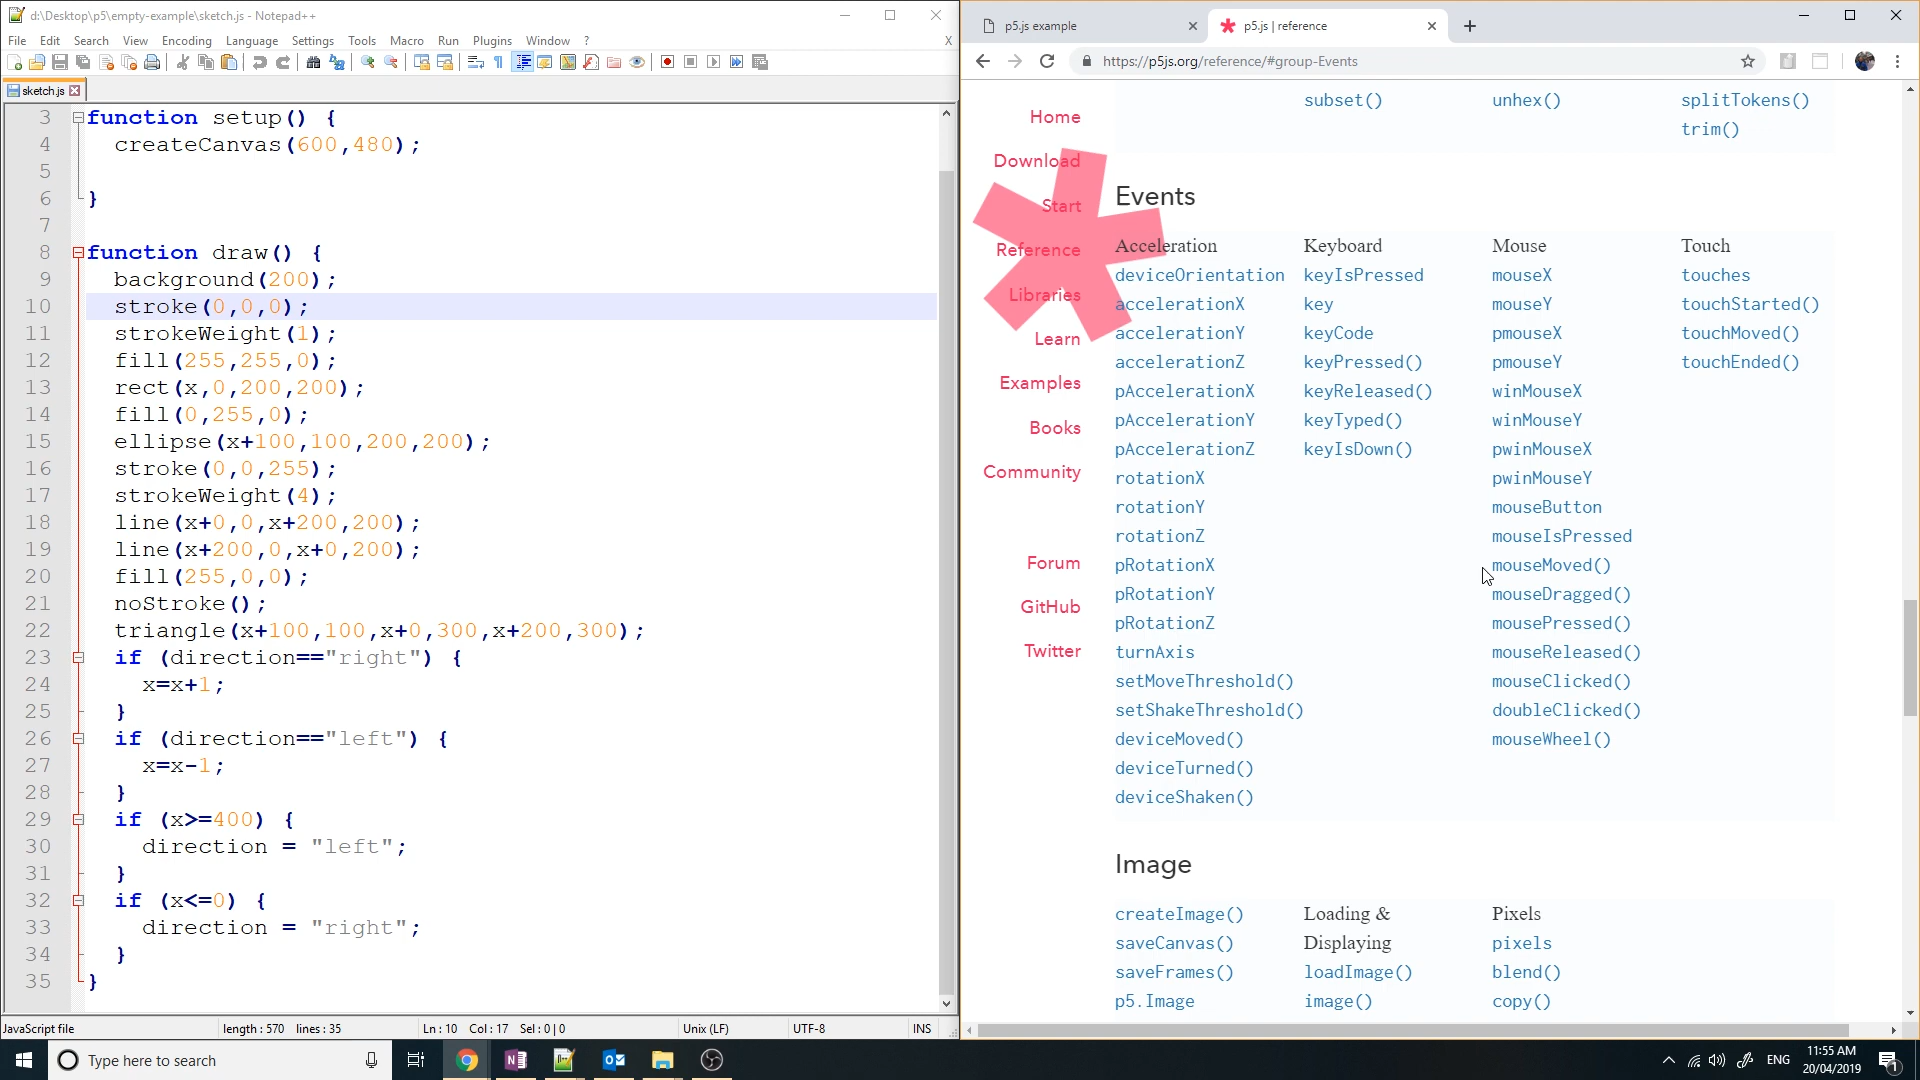 d:\Desktop\p5\empty-example\sketch.js - Notepad++
File Edit Search View Encoding Language Settings Tools Macro Run Plugins Window ? X
sketch.js
3 function setup() {
4 createCanvas(600,480);
5
6 }
7
8 function draw() {
9 background(200);
10 stroke(0,0,0);
11 strokeWeight(1);
12 fill(255,255,0);
13 rect(x,0,200,200);
14 fill(0,255,0);
15 ellipse(x+100,100,200,200);
16 stroke(0,0,255);
17 strokeWeight(4);
18 line(x+0,0,x+200,200);
19 line(x+200,0,x+0,200);
20 fill(255,0,0);
21 noStroke();
22 triangle(x+100,100,x+0,300,x+200,300);
23 if (direction=="right") {
24 x=x+1;
25 }
26 if (direction=="left") {
27 x=x-1;
28 }
29 if (x>=400) {
30 direction = "left";
31 }
32 if (x<=0) {
33 direction = "right";
34 }
35 }
JavaScript file length : 570 lines : 35 Ln : 10 Col : 17 Sel : 0 | 0 Unix (LF) UTF-8 INS
p5.js example
p5.js | reference
https://p5js.org/reference/#group-Events
Home
Download
Start
Reference
Libraries
Learn
Examples
Books
Community
Forum
GitHub
Twitter
subset() unhex() splitTokens()
trim()
Events
Acceleration Keyboard Mouse Touch
deviceOrientation keyIsPressed mouseX touches
accelerationX key mouseY touchStarted()
accelerationY keyCode pmouseX touchMoved()
accelerationZ keyPressed() pmouseY touchEnded()
pAccelerationX keyReleased() winMouseX
pAccelerationY keyTyped() winMouseY
pAccelerationZ keyIsDown() pwinMouseX
rotationX pwinMouseY
rotationY mouseButton
rotationZ mouseIsPressed
pRotationX mouseMoved()
pRotationY mouseDragged()
pRotationZ mousePressed()
turnAxis mouseReleased()
setMoveThreshold() mouseClicked()
setShakeThreshold() doubleClicked()
deviceMoved() mouseWheel()
deviceTurned()
deviceShaken()
Image
createImage() Loading & Pixels
saveCanvas() Displaying pixels
saveFrames() loadImage() blend()
p5.Image image() copy()
Type here to search
ENG
11:55 AM
20/04/2019
1